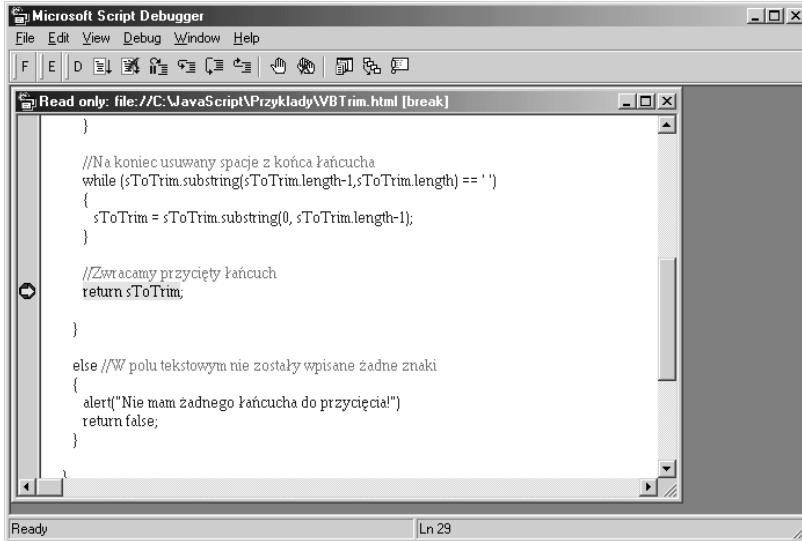 Microsoft Script Debugger
File Edit View Debug Window Help
F E D
Read only: file://C:\JavaScript\Przyklady\VBTrim.html [break]
}
//Na koniec usuwany spacje z końca łańcucha
while (sToTrim.substring(sToTrim.length-1,sToTrim.length) == ' ')
{
sToTrim = sToTrim.substring(0, sToTrim.length-1);
}
//Zwracamy przycięty łańcuch
return sToTrim;
}
else //W polu tekstowym nie zostały wpisane żadne znaki
{
alert("Nie mam żadnego łańcucha do przycięcia!")
return false;
}
}
Ready Ln 29